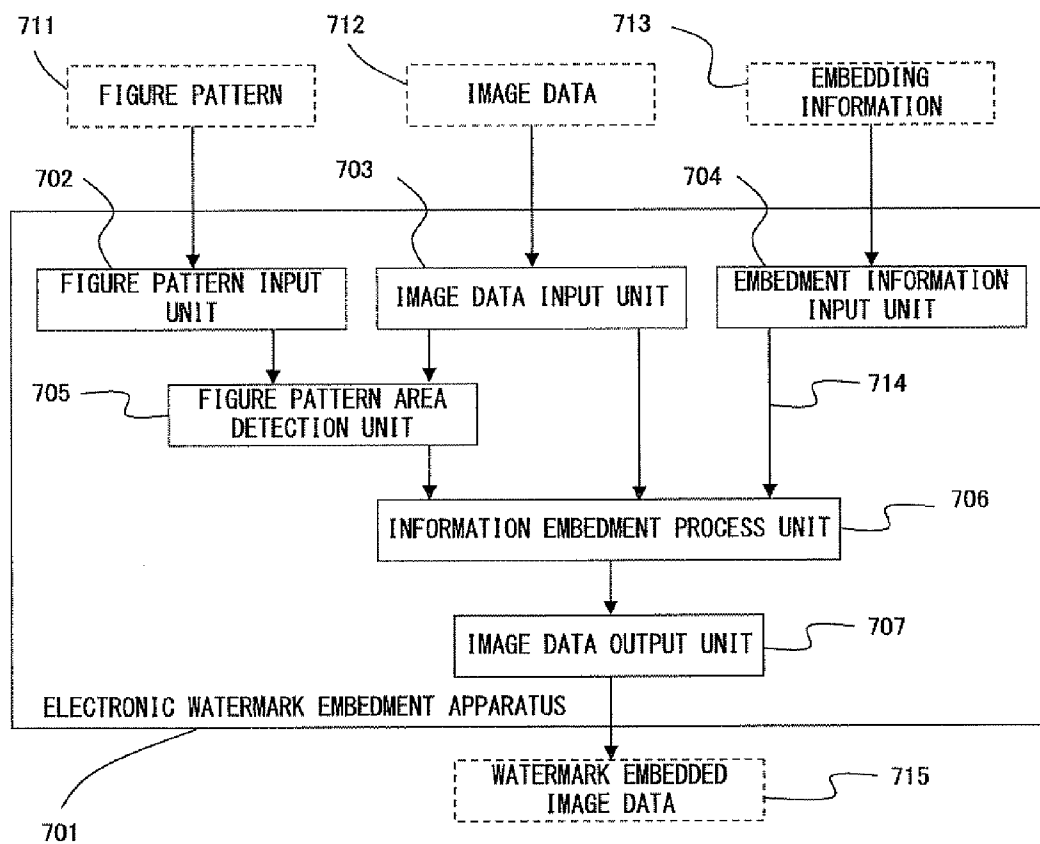 711
712
713
FIGURE PATTERN
IMAGE DATA
EMBEDDING
INFORMATION
702
703
704
FIGURE PATTERN INPUT
UNIT
IMAGE DATA INPUT UNIT
EMBEDMENT INFORMATION
INPUT UNIT
705
FIGURE PATTERN AREA
DETECTION UNIT
714
INFORMATION EMBEDMENT PROCESS UNIT
706
IMAGE DATA OUTPUT UNIT
707
ELECTRONIC WATERMARK EMBEDMENT APPARATUS
WATERMARK EMBEDDED
IMAGE DATA
715
701